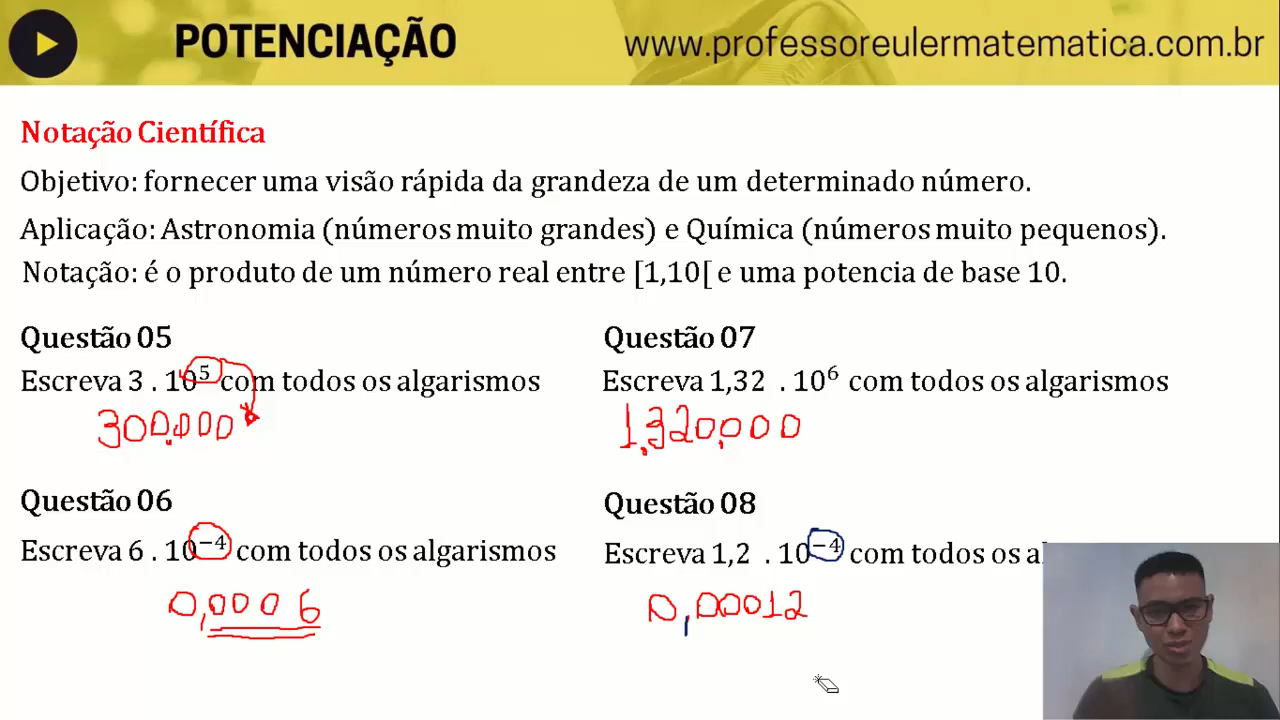 POTENCIAÇÃO
www.professoreulermatematica.com.br
Notação Científica
Objetivo: fornecer uma visão rápida da grandeza de um determinado número.
Aplicação: Astronomia (números muito grandes) e Química (números muito pequenos).
Notação: é o produto de um número real entre [1,10[ e uma potencia de base 10.
Questão 05
Escreva 3 . 10⁵ com todos os algarismos
300.000
Questão 06
Escreva 6 . 10⁻⁴ com todos os algarismos
0,0006
Questão 07
Escreva 1,32 . 10⁶ com todos os algarismos
1.320.000
Questão 08
Escreva 1,2 . 10⁻⁴ com todos os al
0,00012